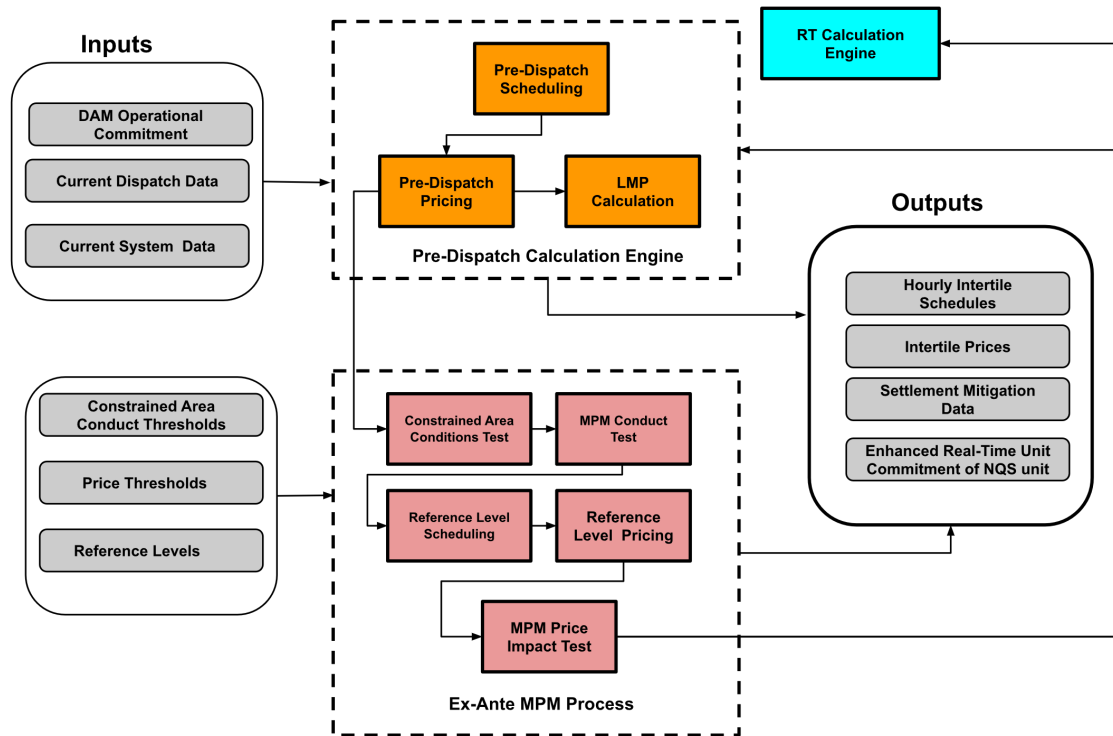 Inputs
DAM Operational
Commitment
Current Dispatch Data
Current System Data
Pre-Dispatch
Scheduling
Pre-Dispatch
Pricing
LMP
Calculation
Pre-Dispatch Calculation Engine
RT Calculation
Engine
Outputs
Hourly Intertile
Schedules
Intertile Prices
Settlement Mitigation
Data
Enhanced Real-Time Unit
Commitment of NQS unit
Constrained Area
Conduct Thresholds
Price Thresholds
Reference Levels
Constrained Area
Conditions Test
MPM Conduct
Test
Reference Level
Scheduling
Reference
Level Pricing
MPM Price
Impact Test
Ex-Ante MPM Process